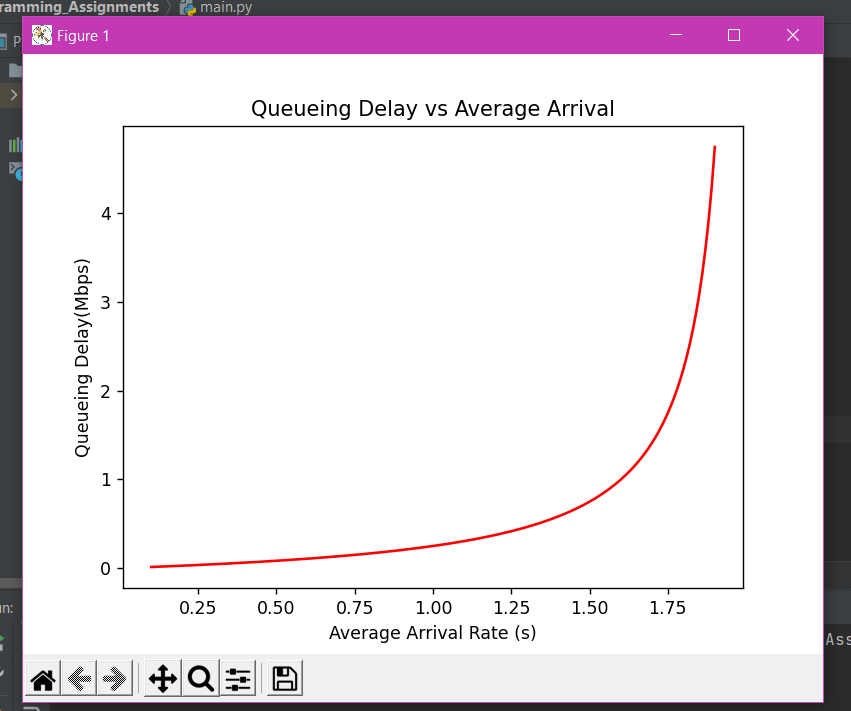 ramming_Assignments main.py
Figure 1
Queueing Delay vs Average Arrival
Queueing Delay(Mbps)
4
3
2
1
0
0.25 0.50 0.75 1.00 1.25 1.50 1.75
Average Arrival Rate (s)
un:
Ass